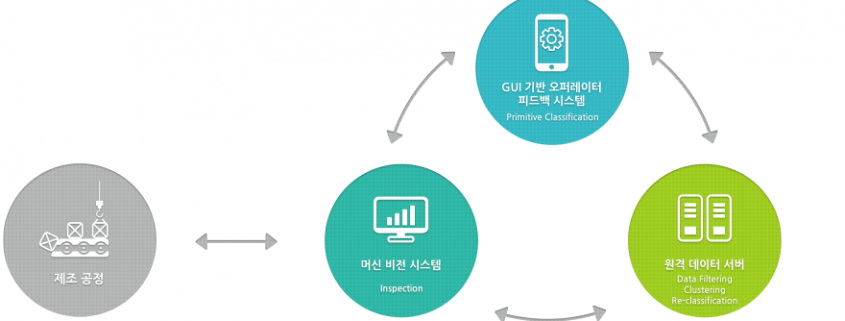 GUI 기반 오퍼레이터
피드백 시스템
Primitive Classification
제조 공정
머신 비전 시스템
Inspection
원격 데이터 서버
Data Filtering
Clustering
Re-classification